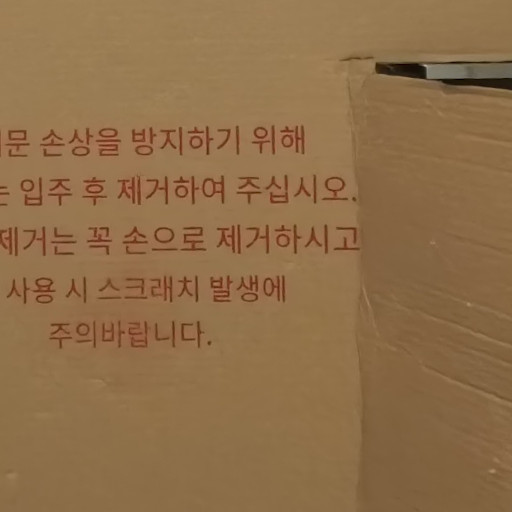 문 손상을 방지하기 위해
는 입주 후 제거하여 주십시오.
제거는 꼭 손으로 제거하시고
사용 시 스크래치 발생에
주의바랍니다.